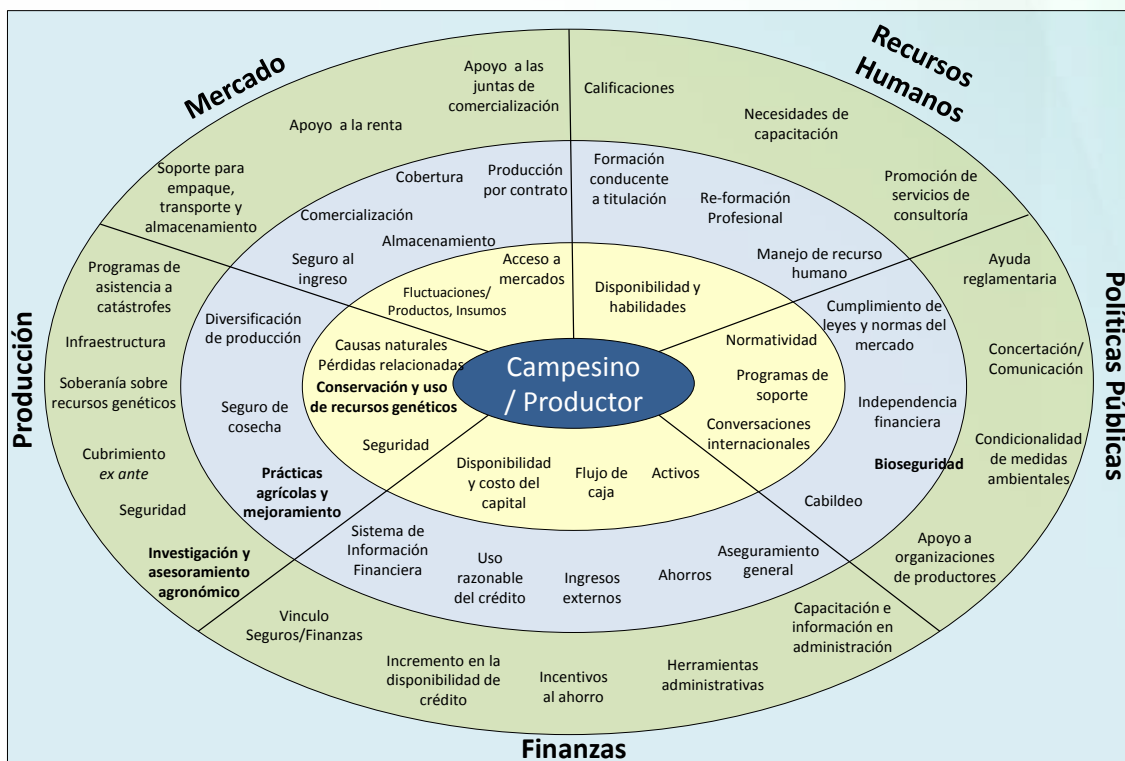 Mercado
Recursos
Humanos
Producción
Políticas Públicas
Finanzas
Apoyo a las
juntas de
comercialización
Apoyo a la renta
Soporte para
empaque,
transporte y
almacenamiento
Calificaciones
Necesidades de
capacitación
Promoción de
servicios de
consultoría
Cobertura
Producción
por contrato
Comercialización
Almacenamiento
Seguro al
ingreso
Formación
conducente
a titulación
Re-formación
Profesional
Manejo de recurso
humano
Acceso a
mercados
Fluctuaciones/
Productos, Insumos
Disponibilidad y
habilidades
Programas de
asistencia a
catástrofes
Infraestructura
Soberanía sobre
recursos genéticos
Cubrimiento
ex ante
Seguridad
Investigación y
asesoramiento
agronómico
Diversificación
de producción
Seguro de
cosecha
Prácticas
agrícolas y
mejoramiento
Causas naturales
Pérdidas relacionadas
Conservación y uso
de recursos genéticos
Seguridad
Campesino
/ Productor
Normatividad
Programas de
soporte
Conversaciones
internacionales
Cumplimiento de
leyes y normas del
mercado
Independencia
financiera
Bioseguridad
Cabildeo
Ayuda
reglamentaria
Concertación/
Comunicación
Condicionalidad
de medidas
ambientales
Apoyo a
organizaciones
de productores
Disponibilidad
y costo del
capital
Flujo de
caja
Activos
Sistema de
Información
Financiera
Uso
razonable
del crédito
Ingresos
externos
Ahorros
Aseguramiento
general
Vinculo
Seguros/Finanzas
Incremento en la
disponibilidad de
crédito
Incentivos
al ahorro
Herramientas
administrativas
Capacitación e
información en
administración